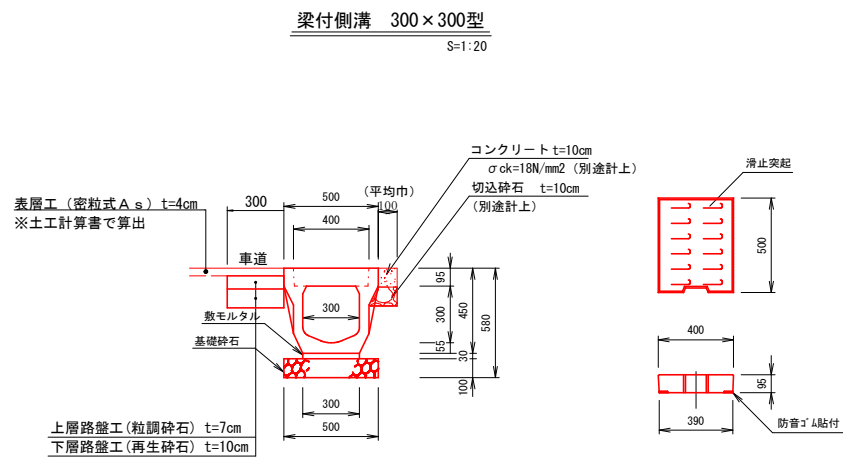 梁付側溝 300×300型
S=1:20
コンクリート t=10cm
σck=18N/mm2 (別途計上)
切込砕石 t=10cm
(別途計上)
(平均巾)
100
500
400
300
表層工 (密粒式As) t=4cm
※土工計算書で算出
車道
300
敷モルタル
基礎砕石
95
300
55
450
30
100
580
300
500
上層路盤工(粒調砕石) t=7cm
下層路盤工(再生砕石) t=10cm
滑止突起
500
400
95
390
防音ゴム貼付